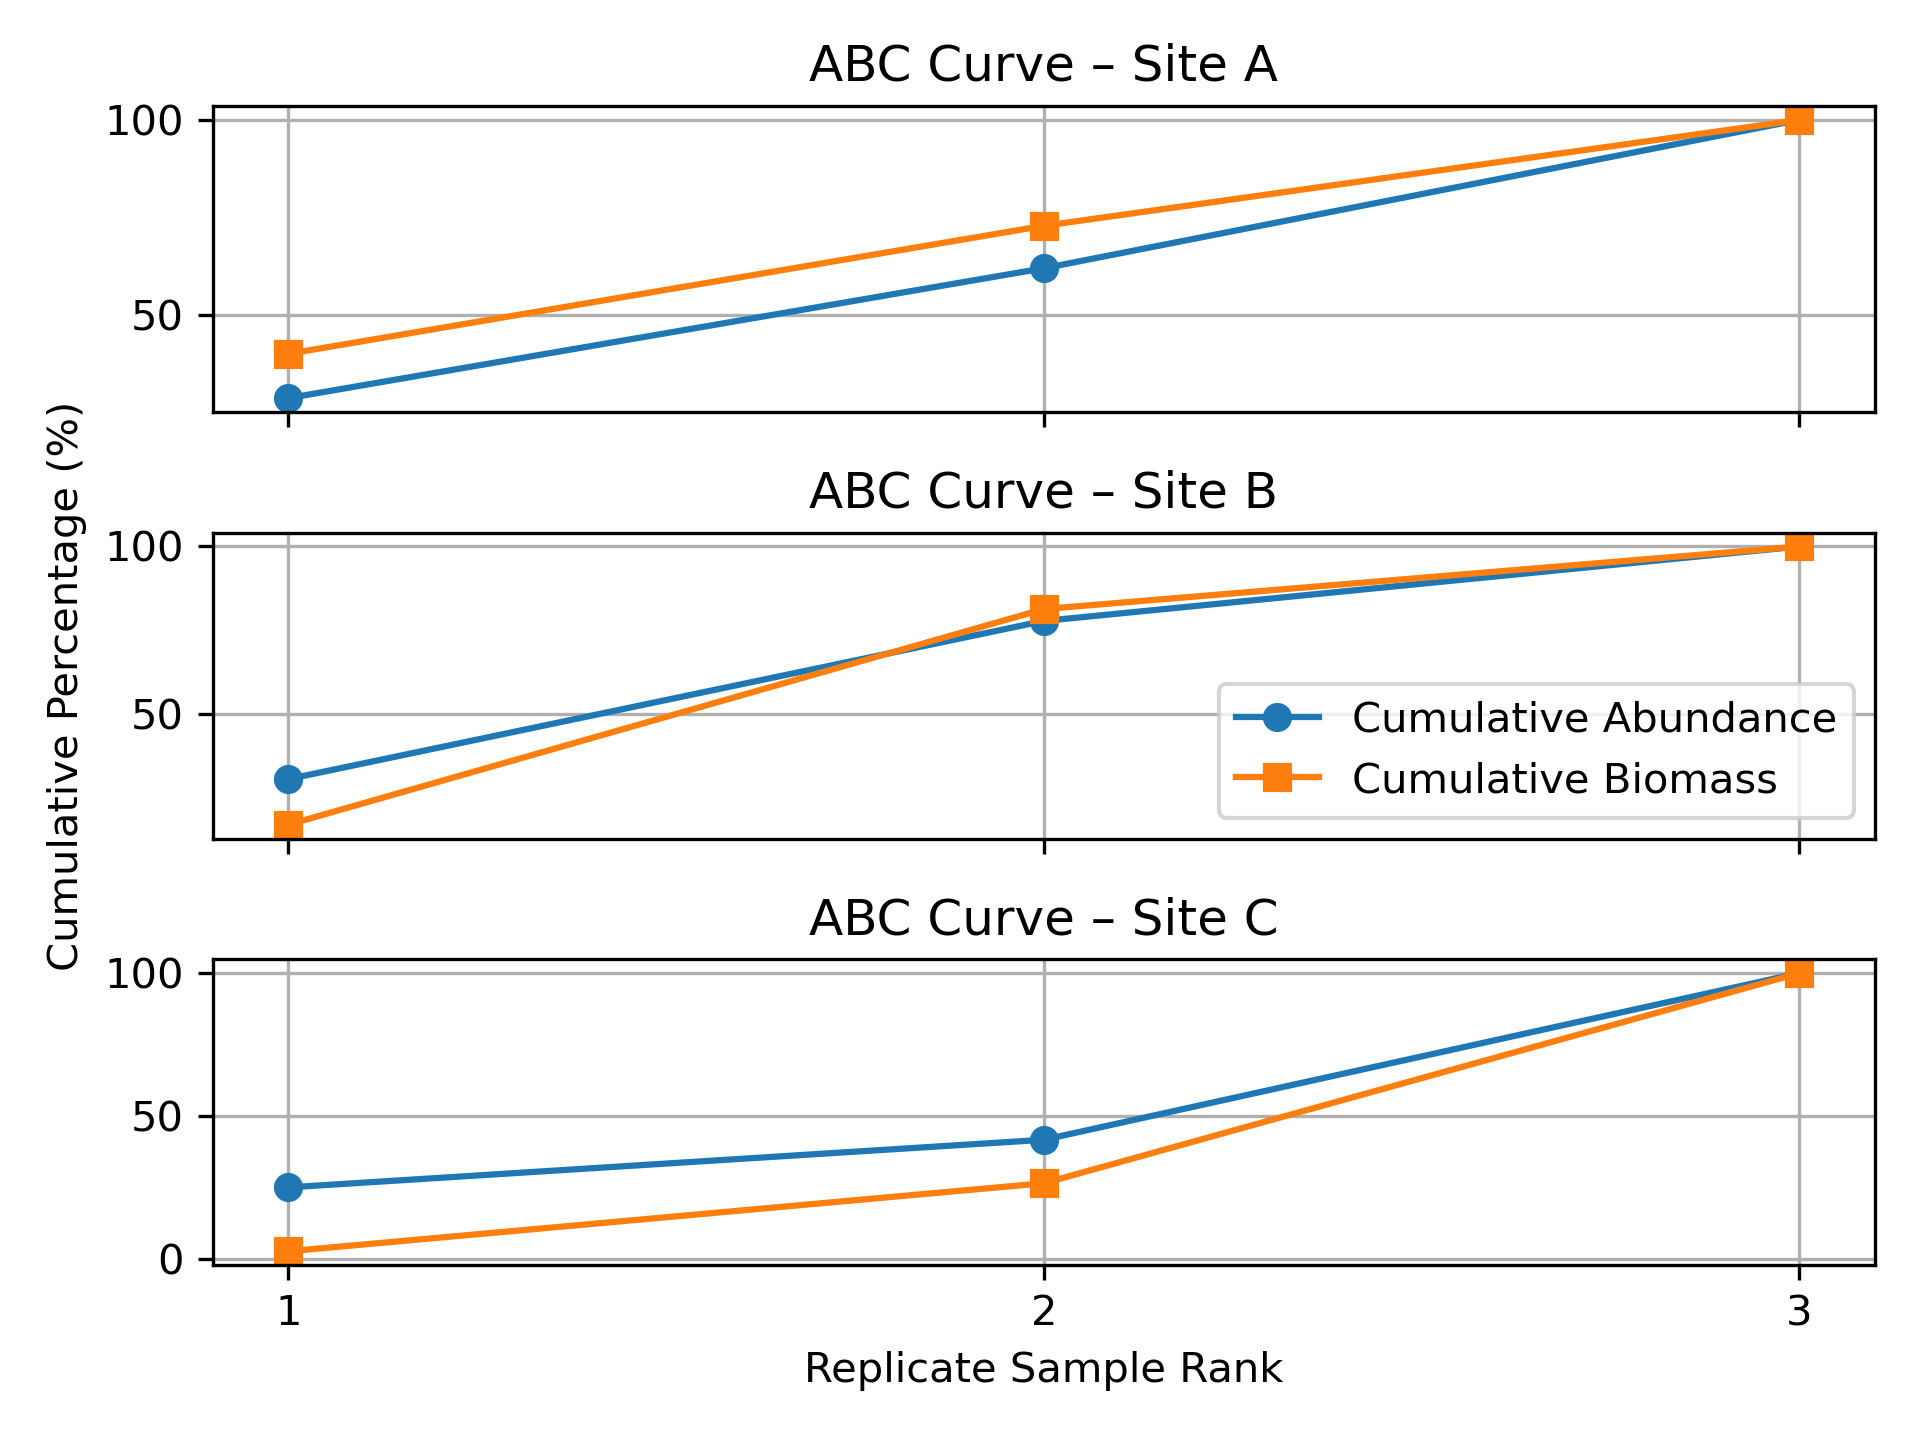 ABC Curve – Site A
100
50
ABC Curve – Site B
100
50
Cumulative Abundance
Cumulative Biomass
ABC Curve – Site C
100
50
0
1 2 3
Replicate Sample Rank
Cumulative Percentage (%)